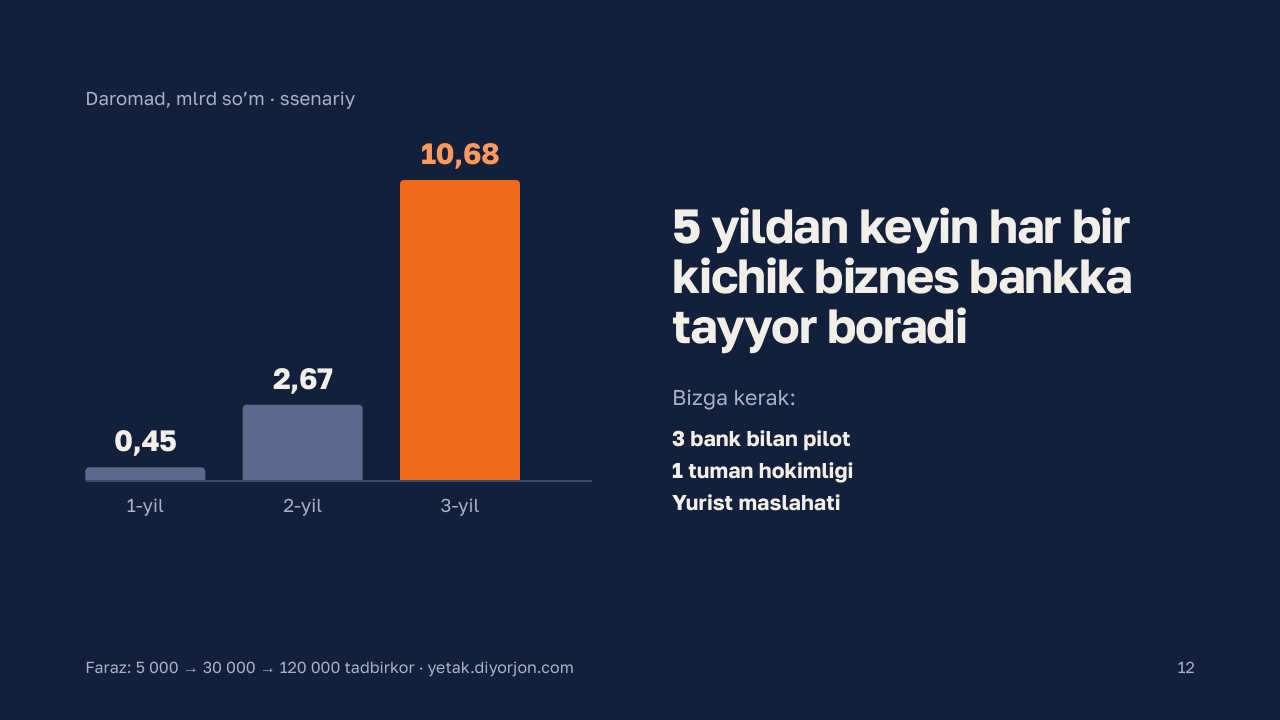 Daromad, mlrd so’m · ssenariy
10,68
2,67
0,45
1-yil
2-yil
3-yil
5 yildan keyin har bir
kichik biznes bankka
tayyor boradi
Bizga kerak:
3 bank bilan pilot
1 tuman hokimligi
Yurist maslahati
Faraz: 5 000 → 30 000 → 120 000 tadbirkor · yetak.diyorjon.com
12